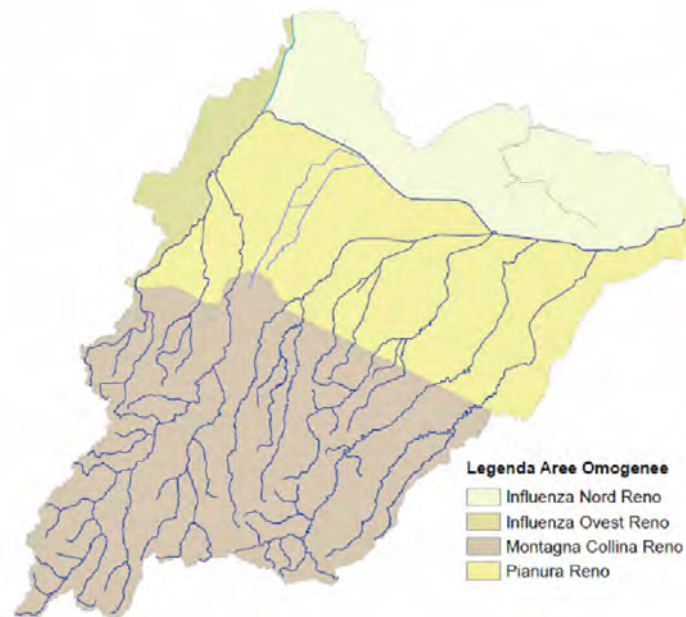 Legenda Aree Omogenee
Influenza Nord Reno
Influenza Ovest Reno
Montagna Collina Reno
Pianura Reno